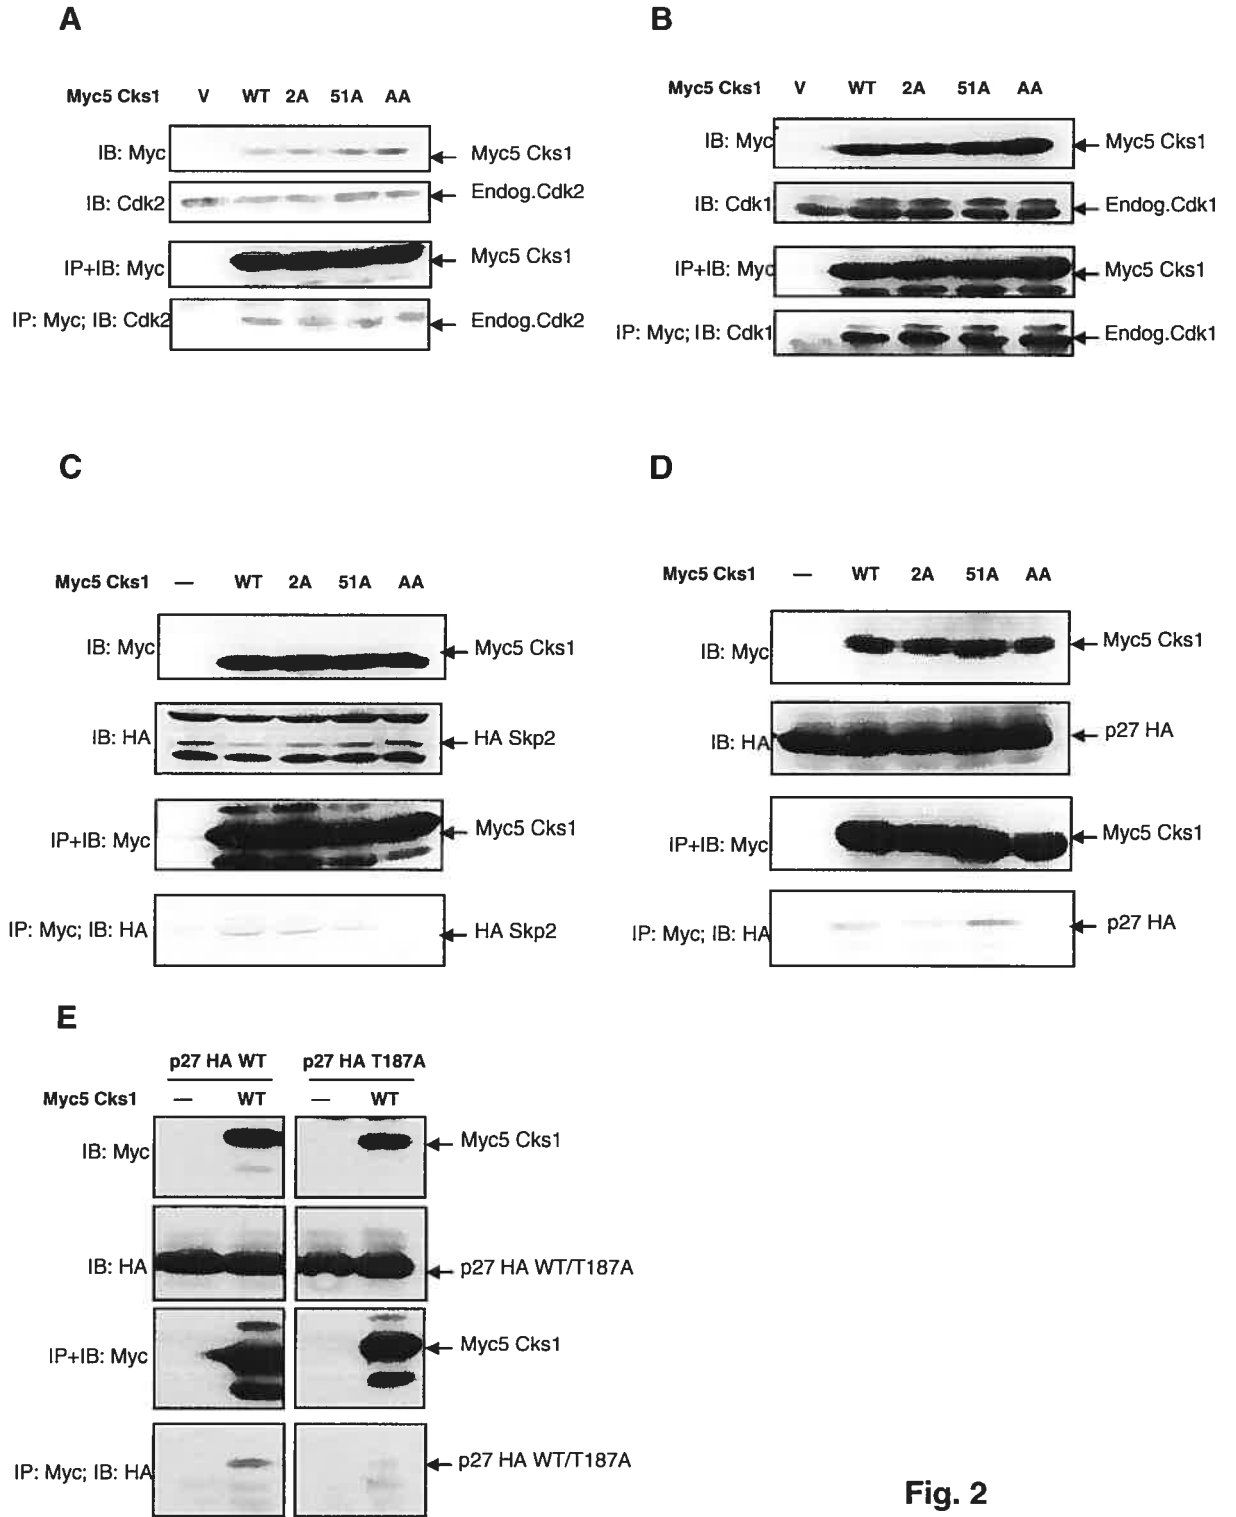 A
Myc5 Cks1 V WT 2A 51A AA
IB: Myc Myc5 Cks1
IB: Cdk2 Endog.Cdk2
IP+IB: Myc Myc5 Cks1
IP: Myc; IB: Cdk2 Endog.Cdk2
B
Myc5 Cks1 V WT 2A 51A AA
IB: Myc Myc5 Cks1
IB: Cdk1 Endog.Cdk1
IP+IB: Myc Myc5 Cks1
IP: Myc; IB: Cdk1 Endog.Cdk1
C
Myc5 Cks1 — WT 2A 51A AA
IB: Myc Myc5 Cks1
IB: HA HA Skp2
IP+IB: Myc Myc5 Cks1
IP: Myc; IB: HA HA Skp2
D
Myc5 Cks1 — WT 2A 51A AA
IB: Myc Myc5 Cks1
IB: HA p27 HA
IP+IB: Myc Myc5 Cks1
IP: Myc; IB: HA p27 HA
E
p27 HA WT p27 HA T187A
Myc5 Cks1 — WT — WT
IB: Myc Myc5 Cks1
IB: HA p27 HA WT/T187A
IP+IB: Myc Myc5 Cks1
IP: Myc; IB: HA p27 HA WT/T187A
Fig. 2